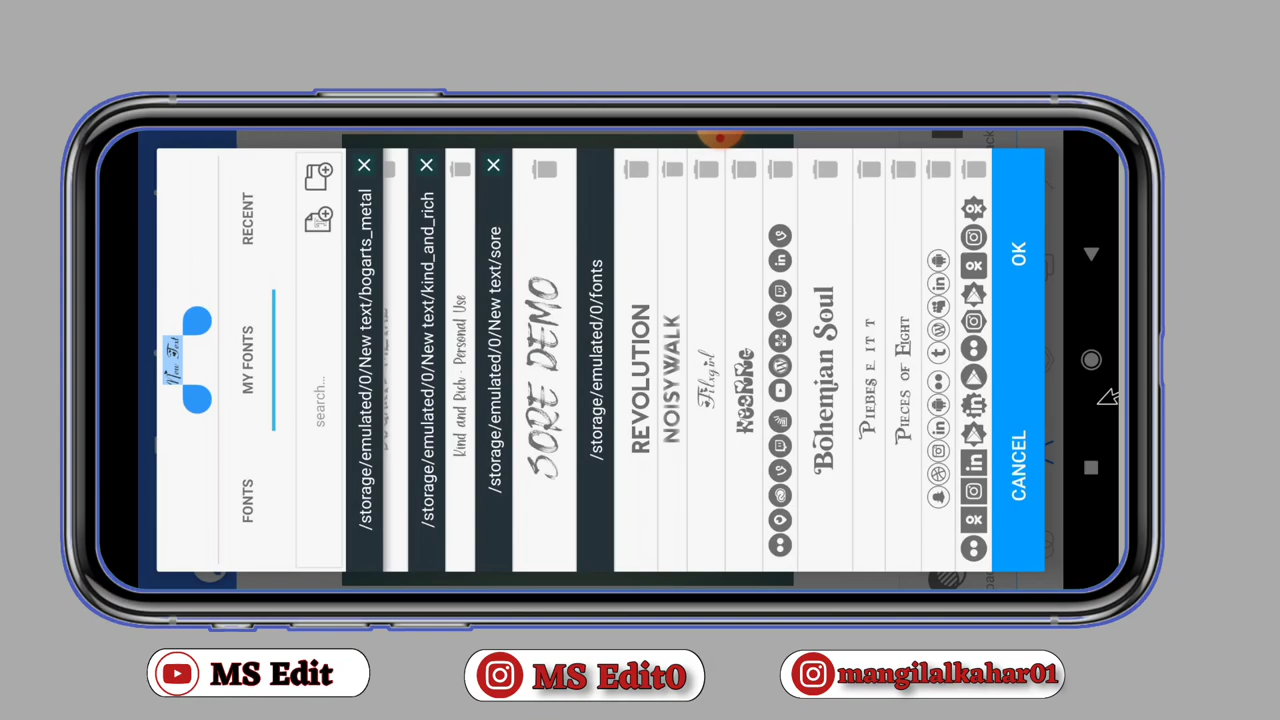 New Text
FONTS
MY FONTS
RECENT
search...
/storage/emulated/0/New text/bogarts_metal
/storage/emulated/0/New text/kind_and_rich
Kind and Rich - Personal Use
/storage/emulated/0/New text/sore
SORE DEMO
/storage/emulated/0/fonts
REVOLUTION
NOISYWALK
Bohemian Soul
PIECES OF EIGHT
CANCEL
OK
MS Edit
MS Edit0
mangilalkahar01